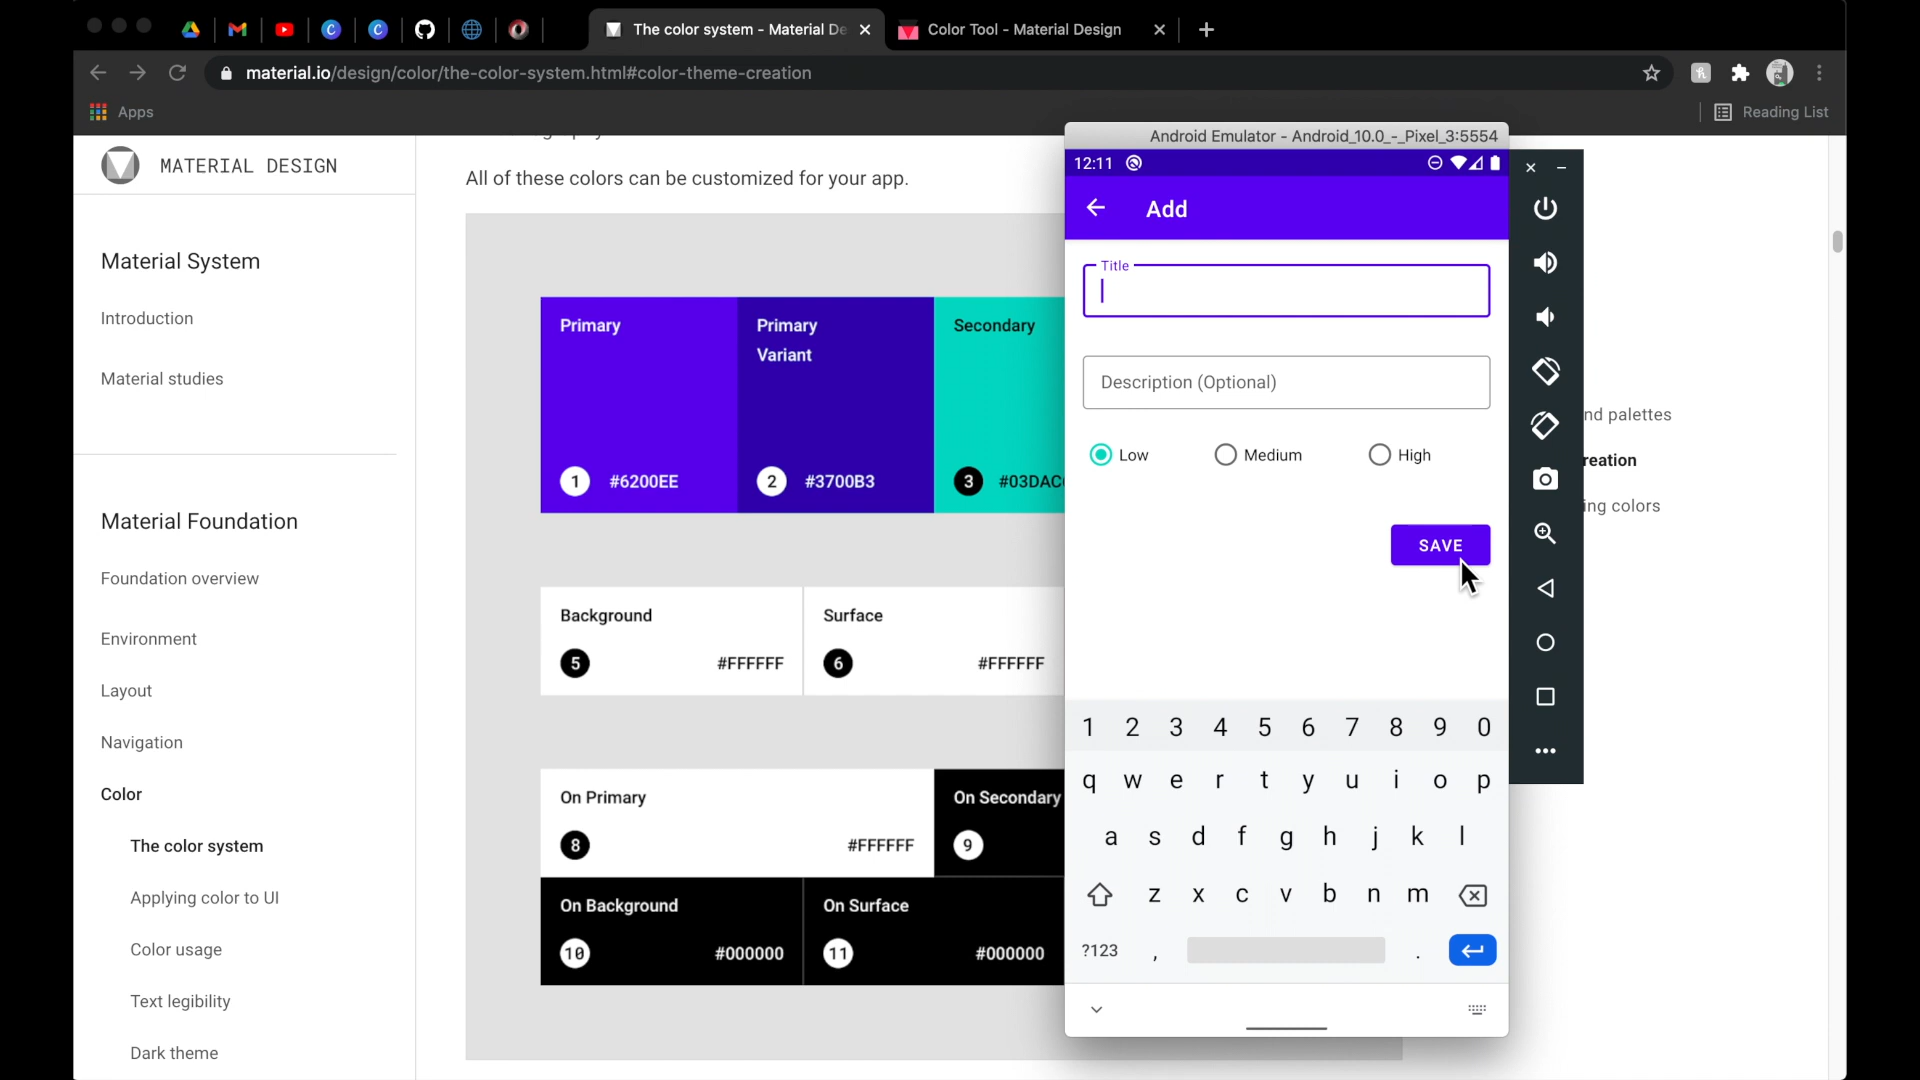 The color system - Material De
Color Tool - Material Design
material.io/design/color/the-color-system.html#color-theme-creation
Apps
Reading List
MATERIAL DESIGN
Material System
Introduction
Material studies
Material Foundation
Foundation overview
Environment
Layout
Navigation
Color
The color system
Applying color to UI
Color usage
Text legibility
Dark theme
All of these colors can be customized for your app.
Primary
1 #6200EE
Primary
Variant
2 #3700B3
Secondary
3 #03DAC
Background
5 #FFFFFF
Surface
6 #FFFFFF
On Primary
8 #FFFFFF
On Secondary
9
On Background
10 #000000
On Surface
11 #000000
nd palettes
reation
ing colors
Android Emulator - Android_10.0_-_Pixel_3:5554
12:11
Add
Title
Description (Optional)
Low Medium High
SAVE
1 2 3 4 5 6 7 8 9 0
q w e r t y u i o p
a s d f g h j k l
z x c v b n m
?123 , .